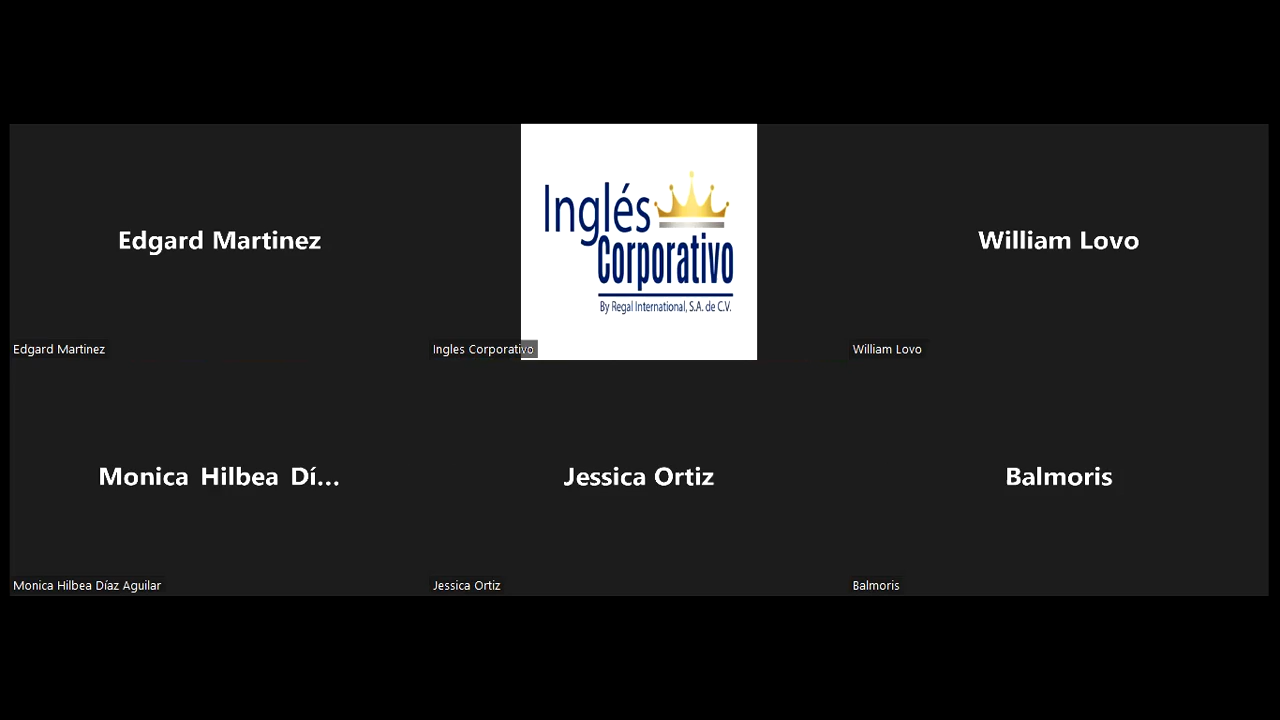 Edgard Martinez
Inglés
Corporativo
By Regal International, S.A. de C.V.
William Lovo
Edgard Martinez
Ingles Corporativo
William Lovo
Monica Hilbea Dí...
Jessica Ortiz
Balmoris
Monica Hilbea Díaz Aguilar
Jessica Ortiz
Balmoris